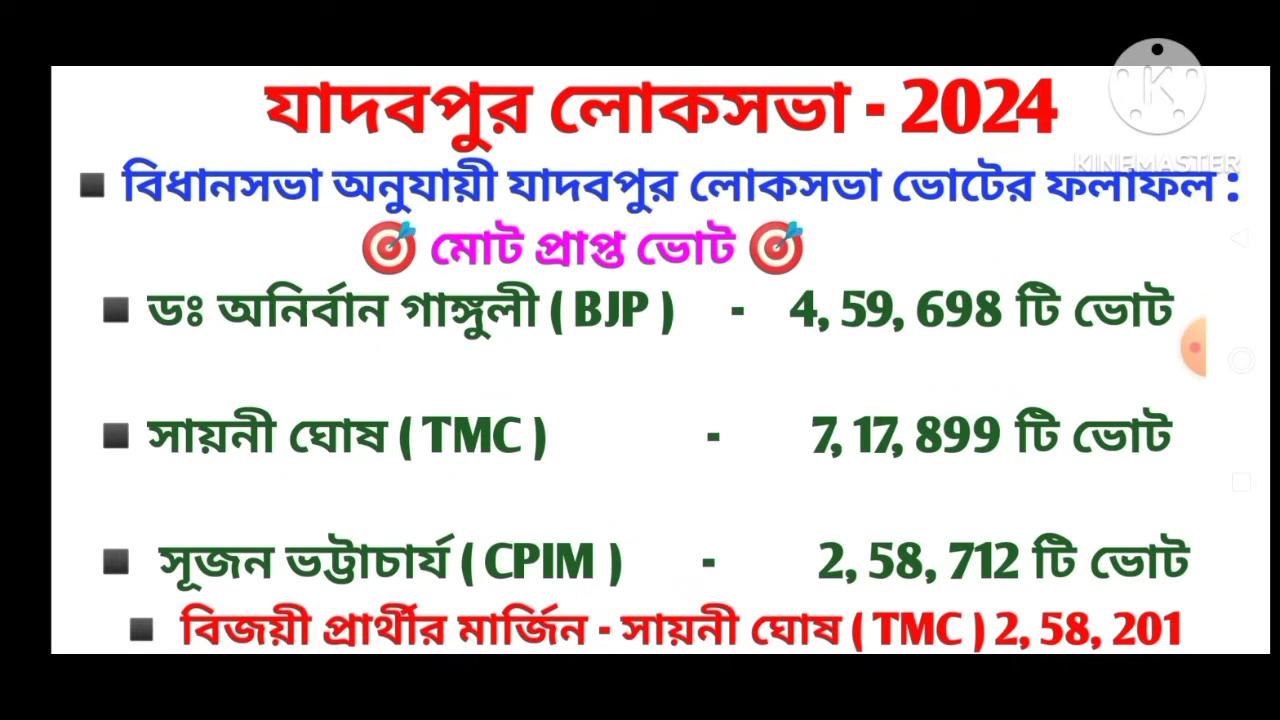 যাদবপুর লোকসভা - 2024
KINEMASTER
▪ বিধানসভা অনুযায়ী যাদবপুর লোকসভা ভোটের ফলাফল :
🎯 মোট প্রাপ্ত ভোট 🎯
▪ ডঃ অনির্বান গাঙ্গুলী ( BJP ) - 4, 59, 698 টি ভোট
▪ সায়নী ঘোষ ( TMC ) - 7, 17, 899 টি ভোট
▪ সূজন ভট্টাচার্য ( CPIM ) - 2, 58, 712 টি ভোট
▪ বিজয়ী প্রার্থীর মার্জিন - সায়নী ঘোষ ( TMC ) 2, 58, 201